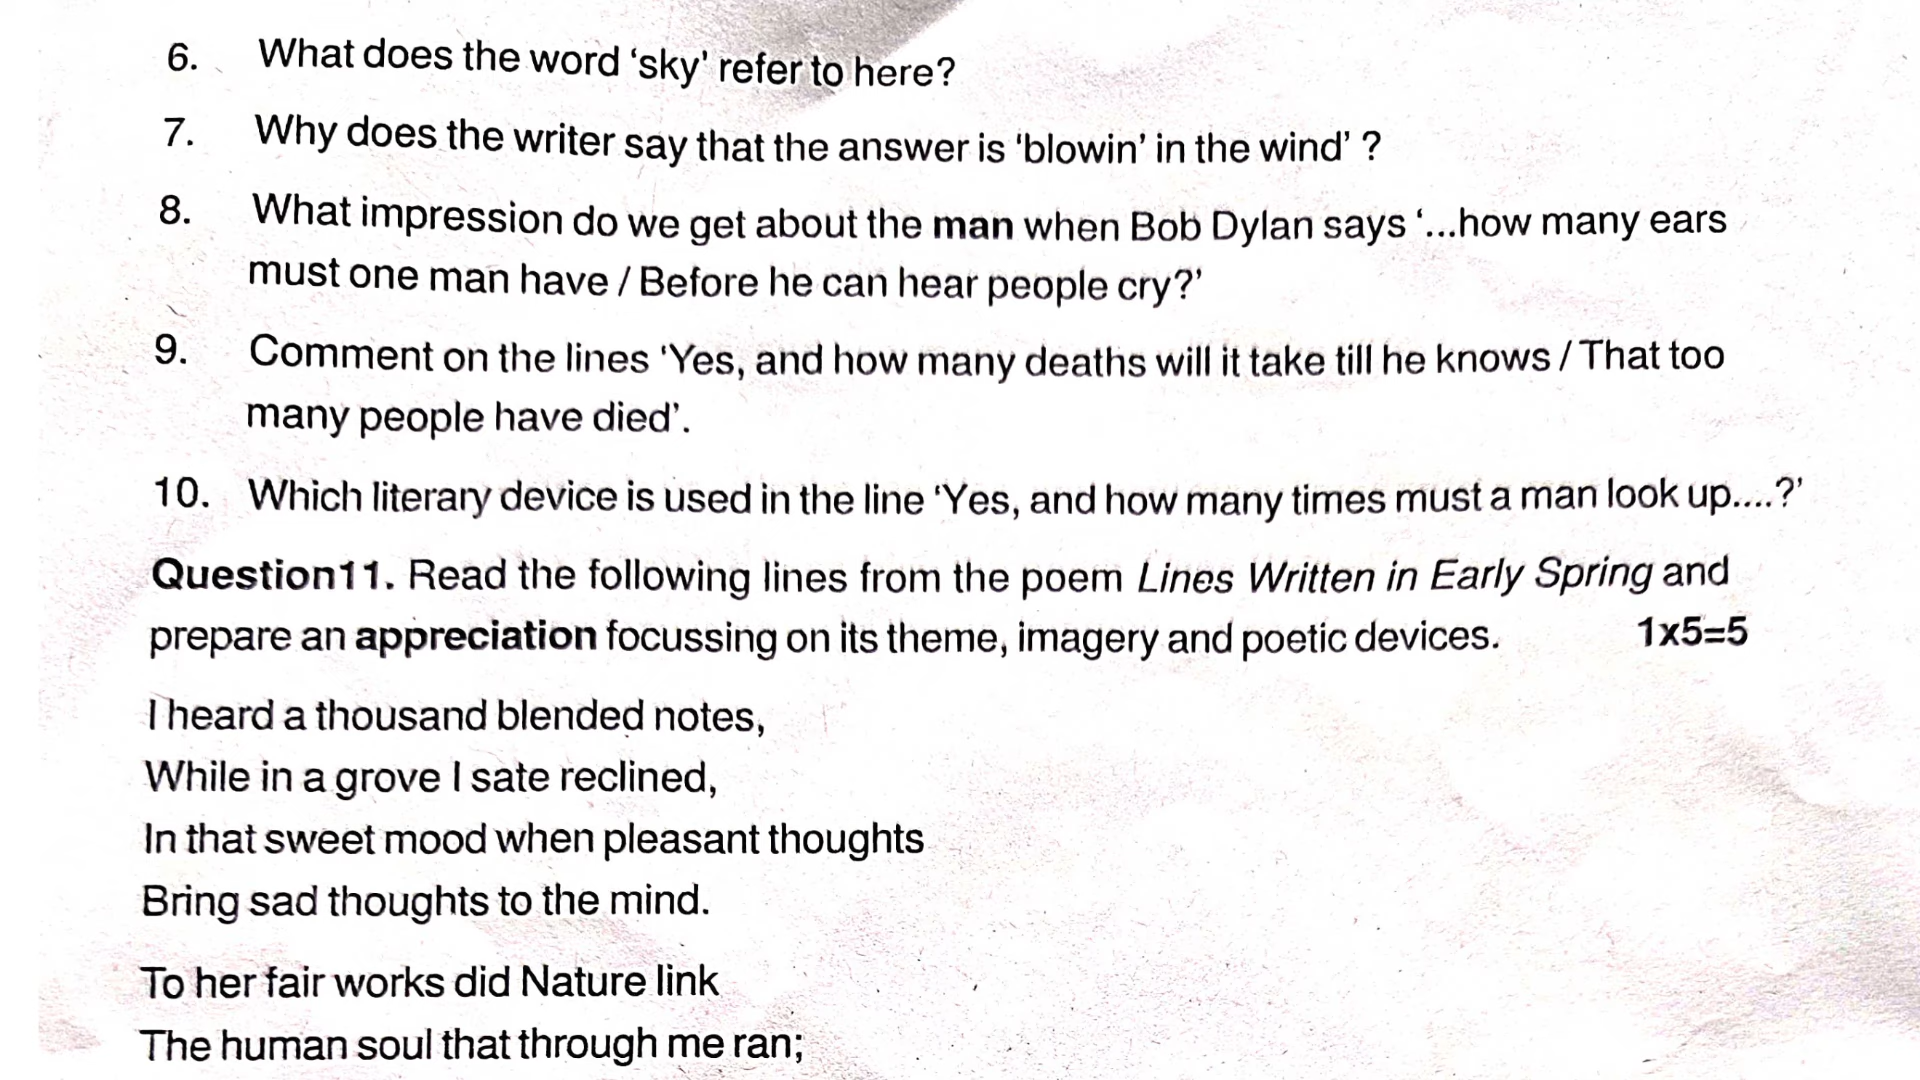 6. What does the word ‘sky’ refer to here?
7. Why does the writer say that the answer is ‘blowin’ in the wind’ ?
8. What impression do we get about the man when Bob Dylan says ‘...how many ears
must one man have / Before he can hear people cry?’
9. Comment on the lines ‘Yes, and how many deaths will it take till he knows / That too
many people have died’.
10. Which literary device is used in the line ‘Yes, and how many times must a man look up....?’
Question11. Read the following lines from the poem Lines Written in Early Spring and
prepare an appreciation focussing on its theme, imagery and poetic devices. 1x5=5
I heard a thousand blended notes,
While in a grove I sate reclined,
In that sweet mood when pleasant thoughts
Bring sad thoughts to the mind.
To her fair works did Nature link
The human soul that through me ran;